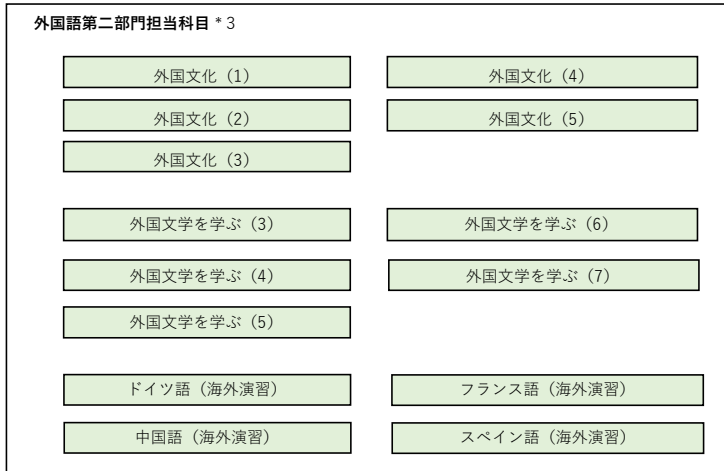 外国語第二部門担当科目 *3
外国文化（1）
外国文化（4）
外国文化（2）
外国文化（5）
外国文化（3）
外国文学を学ぶ（3）
外国文学を学ぶ（6）
外国文学を学ぶ（4）
外国文学を学ぶ（7）
外国文学を学ぶ（5）
ドイツ語（海外演習）
フランス語（海外演習）
中国語（海外演習）
スペイン語（海外演習）